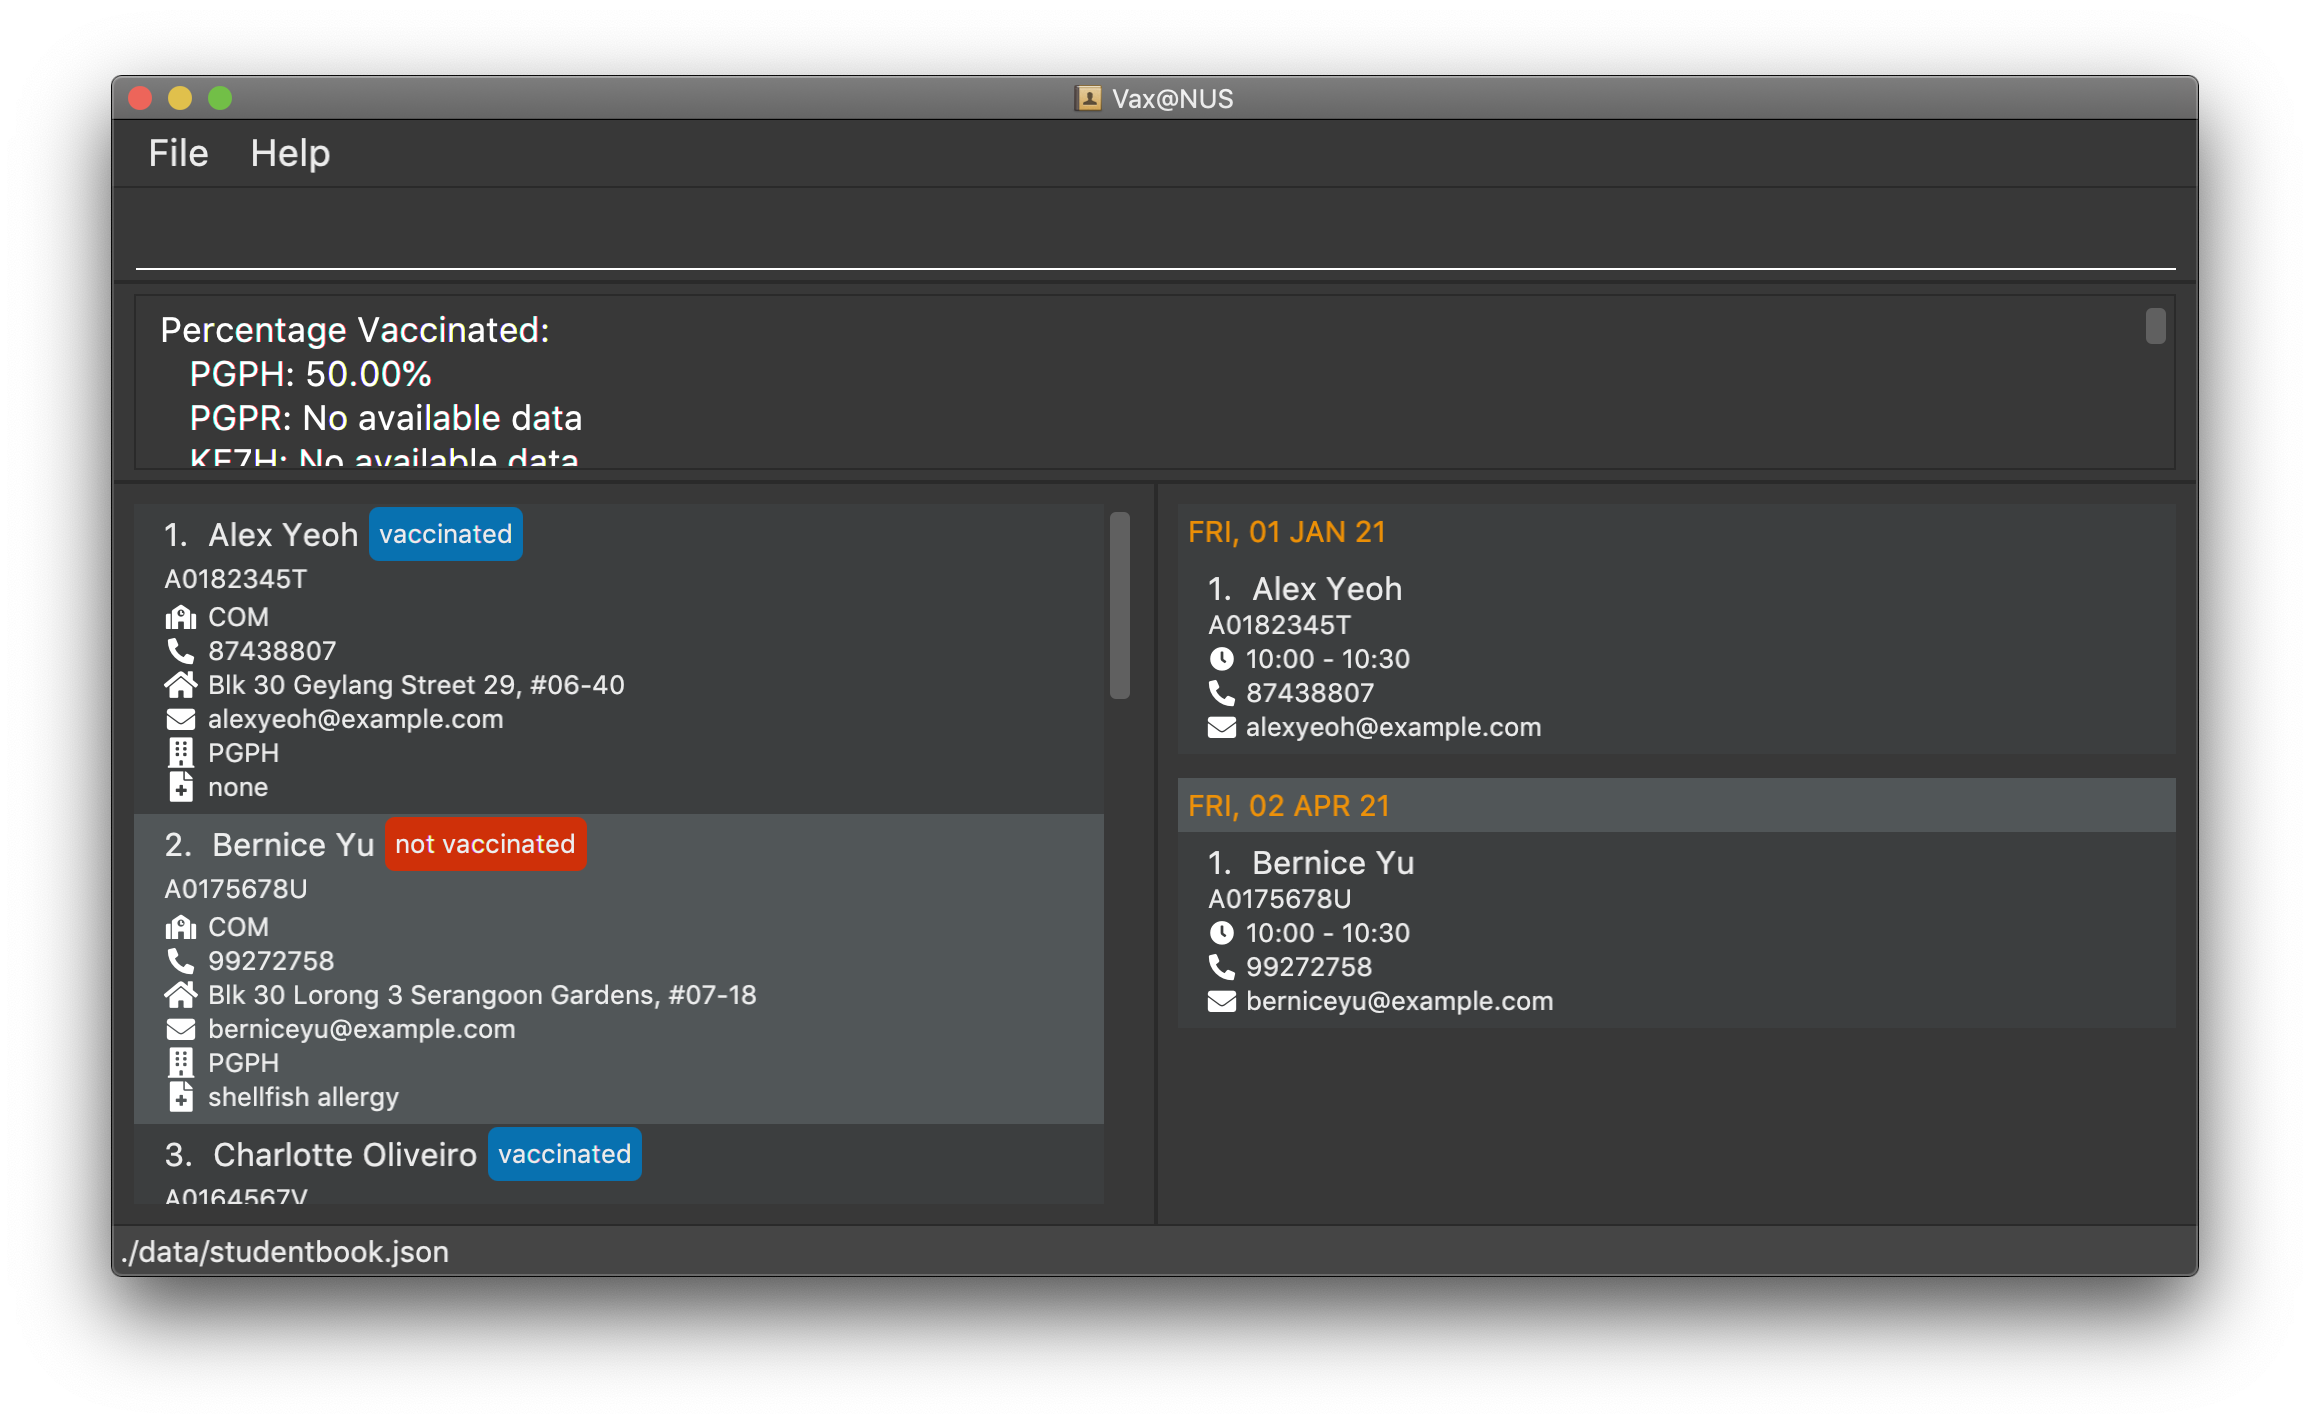 Vax@NUS
File Help
Percentage Vaccinated:
PGPH: 50.00%
PGPR: No available data
KE7H: No available data
1. Alex Yeoh vaccinated
A0182345T
COM
87438807
Blk 30 Geylang Street 29, #06-40
alexyeoh@example.com
PGPH
none
2. Bernice Yu not vaccinated
A0175678U
COM
99272758
Blk 30 Lorong 3 Serangoon Gardens, #07-18
berniceyu@example.com
PGPH
shellfish allergy
3. Charlotte Oliveiro vaccinated
A0164567V
FRI, 01 JAN 21
1. Alex Yeoh
A0182345T
10:00 - 10:30
87438807
alexyeoh@example.com
FRI, 02 APR 21
1. Bernice Yu
A0175678U
10:00 - 10:30
99272758
berniceyu@example.com
./data/studentbook.json